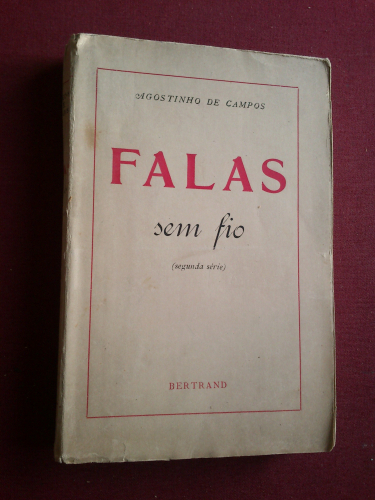 AGOSTINHO DE CAMPOS
FALAS
sem fio
(segunda série)
BERTRAND